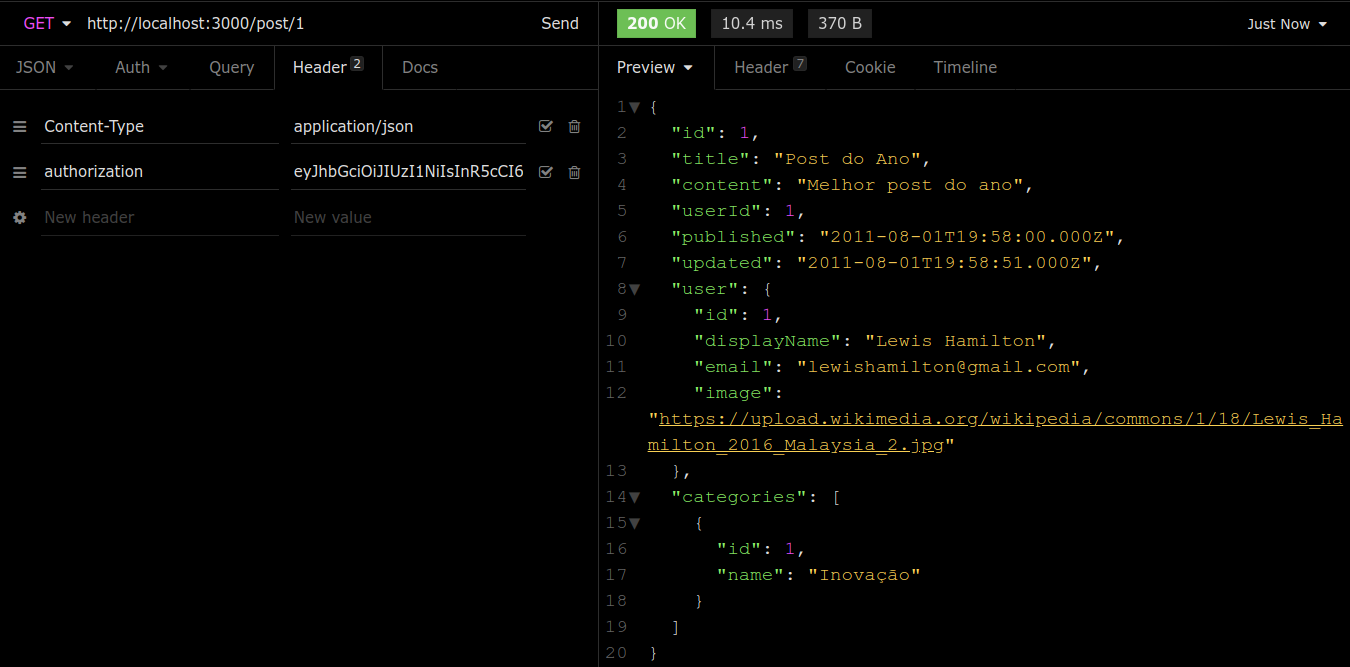 GET http://localhost:3000/post/1 Send
JSON Auth Query Header 2 Docs
Content-Type application/json
authorization eyJhbGciOiJIUzI1NiIsInR5cCI6
New header New value
200 OK 10.4 ms 370 B Just Now
Preview Header 7 Cookie Timeline
1 {
2 "id": 1,
3 "title": "Post do Ano",
4 "content": "Melhor post do ano",
5 "userId": 1,
6 "published": "2011-08-01T19:58:00.000Z",
7 "updated": "2011-08-01T19:58:51.000Z",
8 "user": {
9 "id": 1,
10 "displayName": "Lewis Hamilton",
11 "email": "lewishamilton@gmail.com",
12 "image":
"https://upload.wikimedia.org/wikipedia/commons/1/18/Lewis_Ha
milton_2016_Malaysia_2.jpg"
13 },
14 "categories": [
15 {
16 "id": 1,
17 "name": "Inovação"
18 }
19 ]
20 }